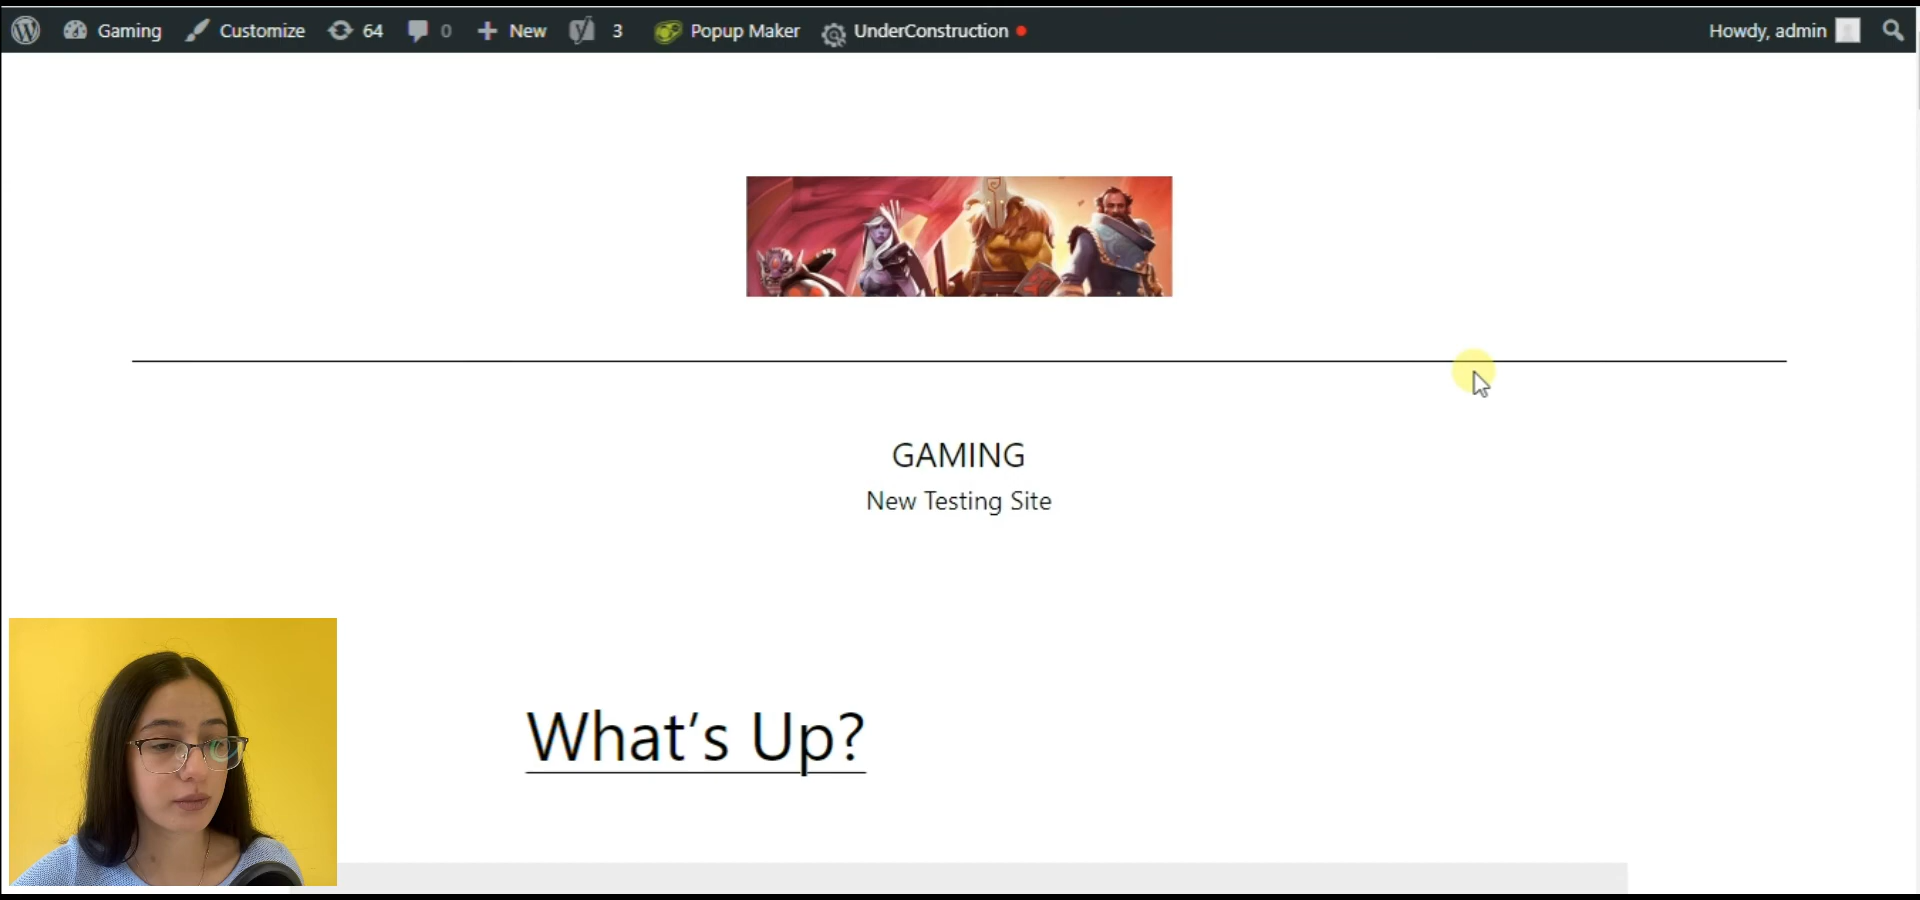 Gaming Customize 64 0 New 3 Popup Maker UnderConstruction Howdy, admin
GAMING
New Testing Site
What's Up?